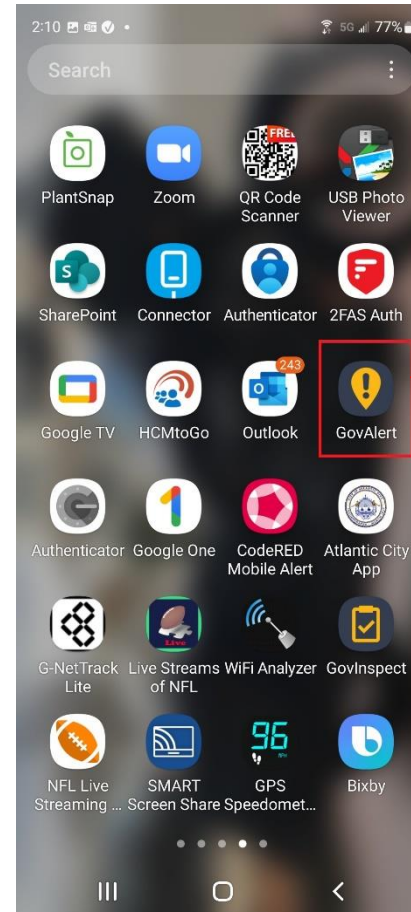 2:10 5G 77%
Search
FREE
PlantSnap Zoom QR Code USB Photo
Scanner Viewer
S
SharePoint Connector Authenticator 2FAS Auth
243
Google TV HCMtoGo Outlook GovAlert
Authenticator Google One CodeRED Atlantic City
Mobile Alert App
Live
G-NetTrack Live Streams WiFi Analyzer GovInspect
Lite of NFL
96
NFL Live SMART GPS Bixby
Streaming ... Screen Share Speedomet...